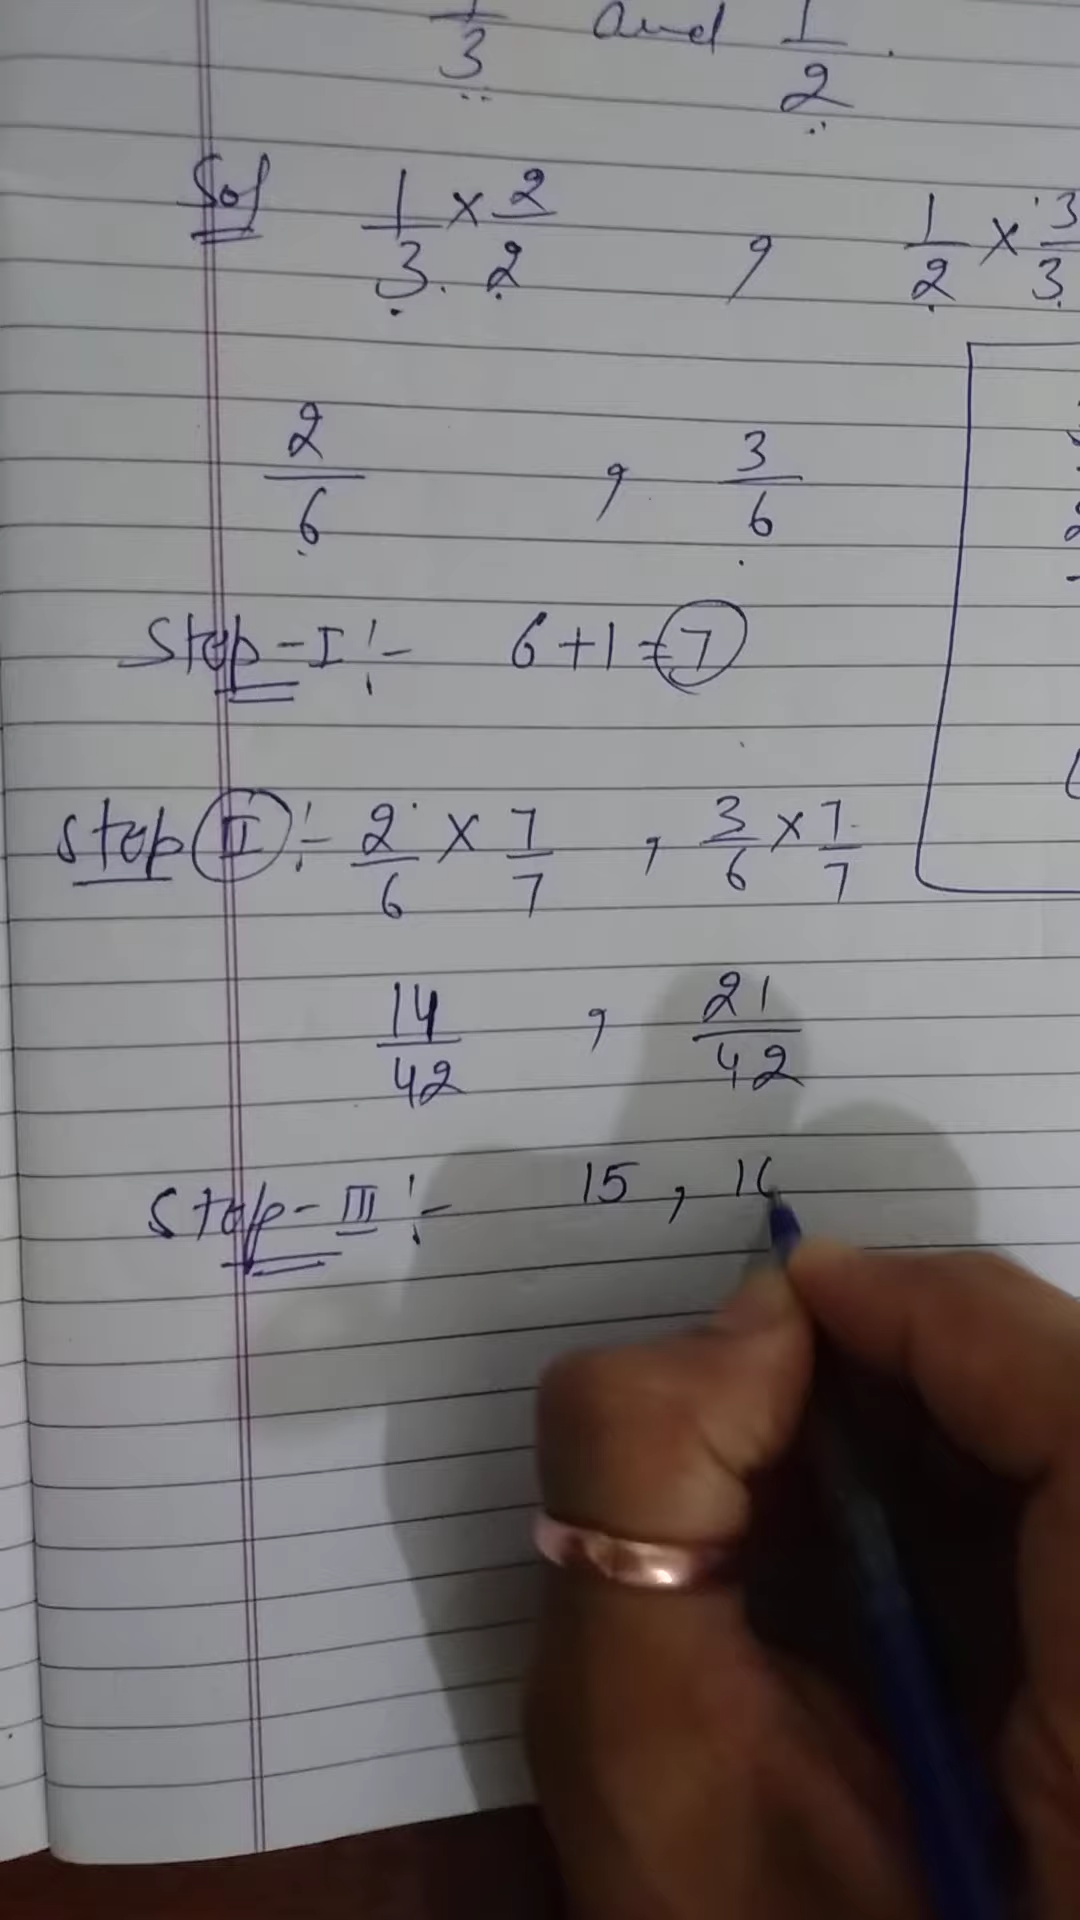 1/3 and 1/2.
Sol 1/3 × 2/2 , 1/2 × 3/3
2/6 , 3/6
Step-I:- 6+1=7
Step II:- 2/6 × 7/7 , 3/6 × 7/7
14/42 , 21/42
Step-III:- 15, 16